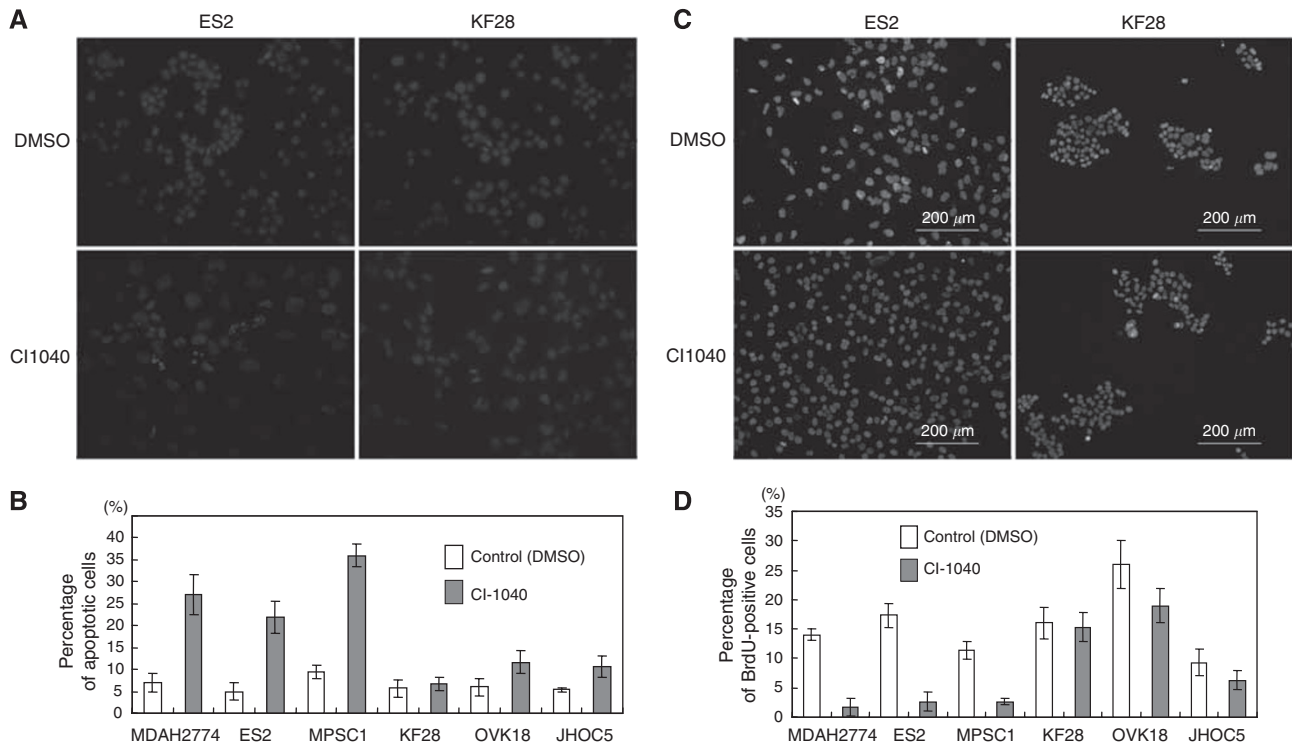 A
ES2
KF28
DMSO
CI1040
B
(%)
Percentage
of apoptotic cells
40
35
30
25
20
15
10
5
0
Control (DMSO)
CI-1040
MDAH2774 ES2 MPSC1 KF28 OVK18 JHOC5
C
ES2
KF28
DMSO
200 μm
200 μm
CI1040
200 μm
200 μm
D
(%)
Percentage
of BrdU-positive cells
35
30
25
20
15
10
5
0
Control (DMSO)
CI-1040
MDAH2774 ES2 MPSC1 KF28 OVK18 JHOC5